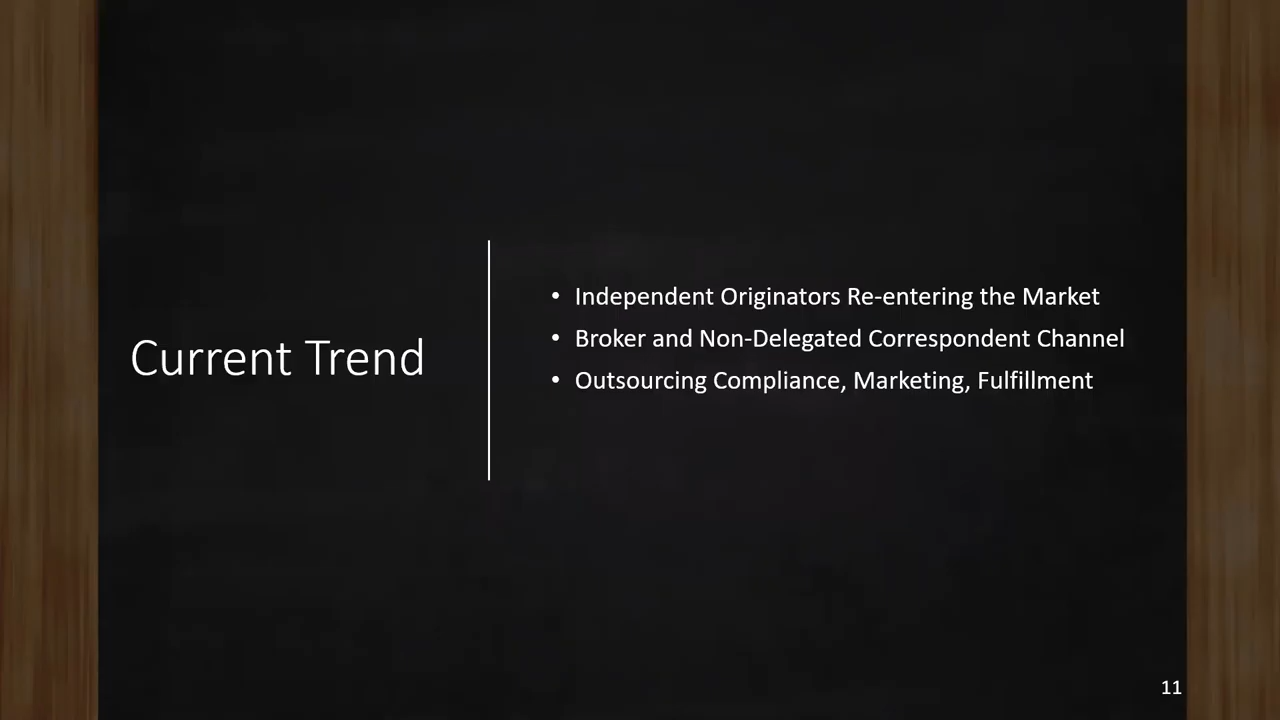 Current Trend
• Independent Originators Re-entering the Market
• Broker and Non-Delegated Correspondent Channel
• Outsourcing Compliance, Marketing, Fulfillment
11